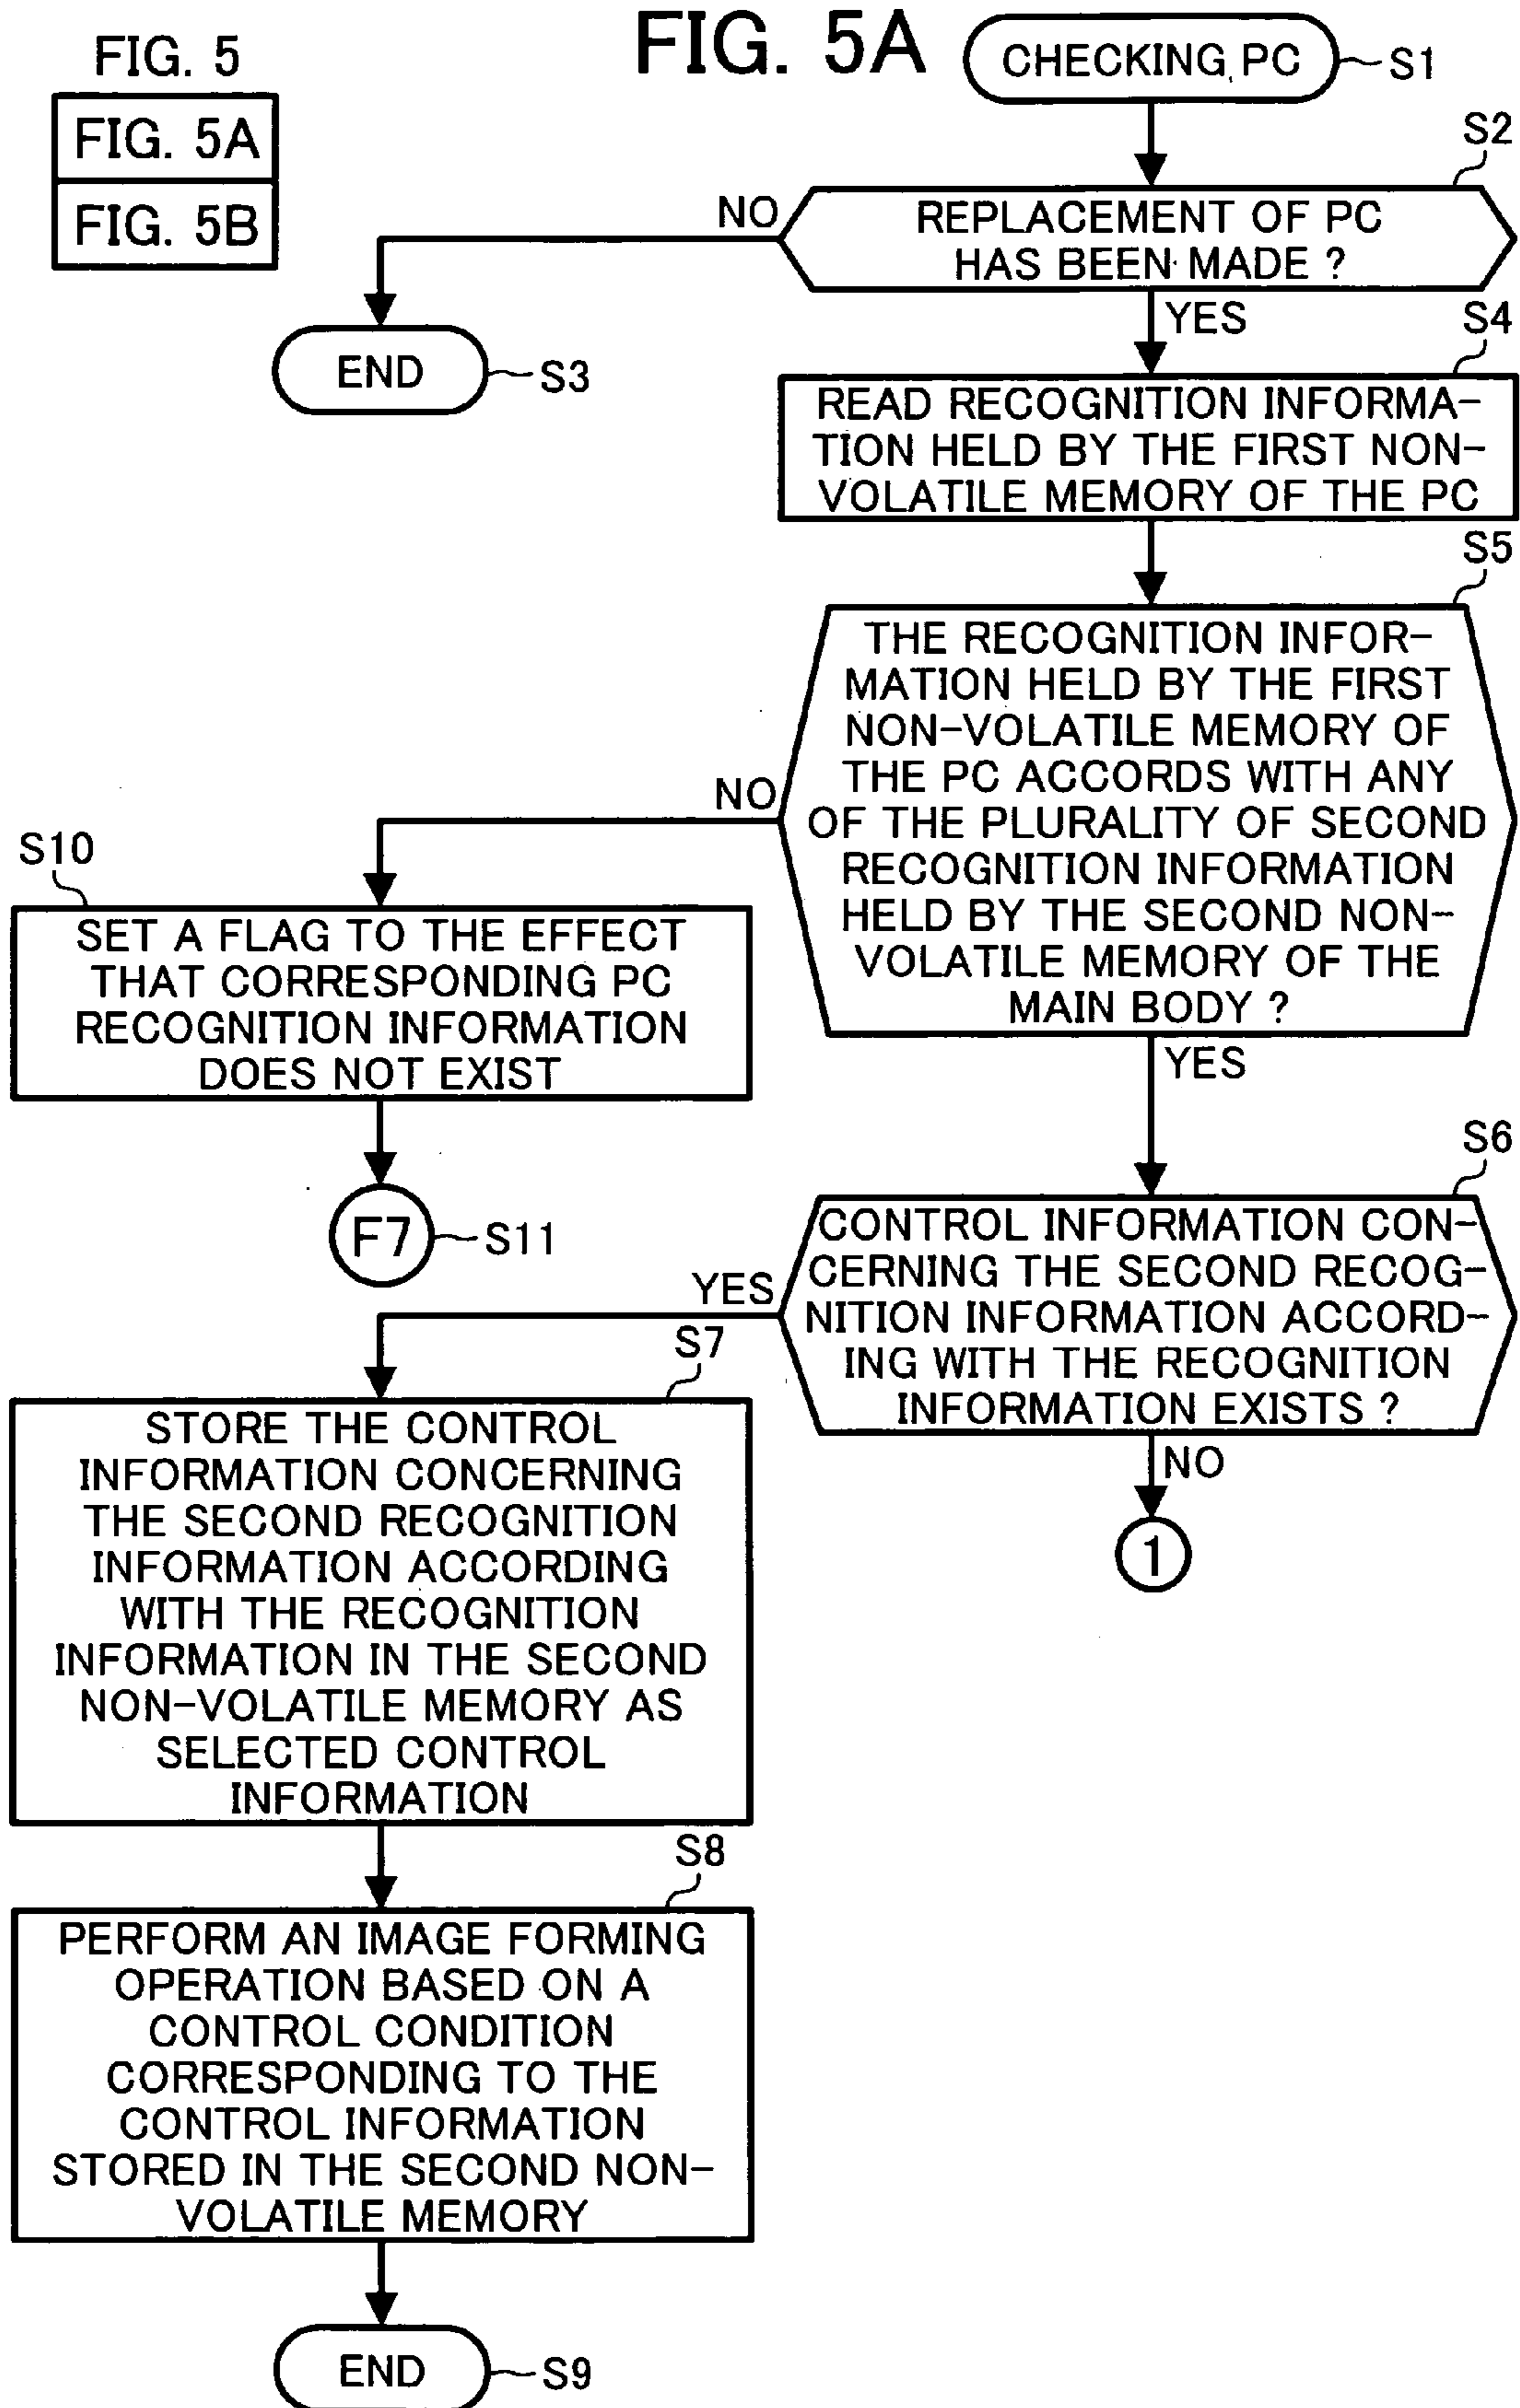 FIG. 5
FIG. 5A
FIG. 5B
FIG. 5A
CHECKING PC
S1
S2
REPLACEMENT OF PC
HAS BEEN MADE ?
NO
YES
END
S3
S4
READ RECOGNITION INFORMA-
TION HELD BY THE FIRST NON-
VOLATILE MEMORY OF THE PC
S5
THE RECOGNITION INFOR-
MATION HELD BY THE FIRST
NON-VOLATILE MEMORY OF
THE PC ACCORDS WITH ANY
OF THE PLURALITY OF SECOND
RECOGNITION INFORMATION
HELD BY THE SECOND NON-
VOLATILE MEMORY OF THE
MAIN BODY ?
NO
YES
S10
SET A FLAG TO THE EFFECT
THAT CORRESPONDING PC
RECOGNITION INFORMATION
DOES NOT EXIST
F7
S11
S6
CONTROL INFORMATION CON-
CERNING THE SECOND RECOG-
NITION INFORMATION ACCORD-
ING WITH THE RECOGNITION
INFORMATION EXISTS ?
YES
NO
1
S7
STORE THE CONTROL
INFORMATION CONCERNING
THE SECOND RECOGNITION
INFORMATION ACCORDING
WITH THE RECOGNITION
INFORMATION IN THE SECOND
NON-VOLATILE MEMORY AS
SELECTED CONTROL
INFORMATION
S8
PERFORM AN IMAGE FORMING
OPERATION BASED ON A
CONTROL CONDITION
CORRESPONDING TO THE
CONTROL INFORMATION
STORED IN THE SECOND NON-
VOLATILE MEMORY
END
S9